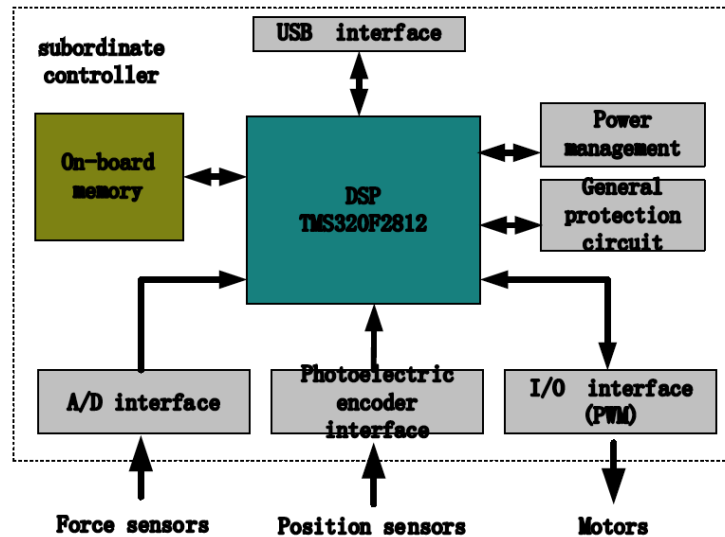 USB interface
subordinate
controller
On-board
memory
DSP
TMS320F2812
Power
management
General
protection
circuit
A/D interface
Photoelectric
encoder
interface
I/O interface
(PWM)
Force sensors
Position sensors
Motors